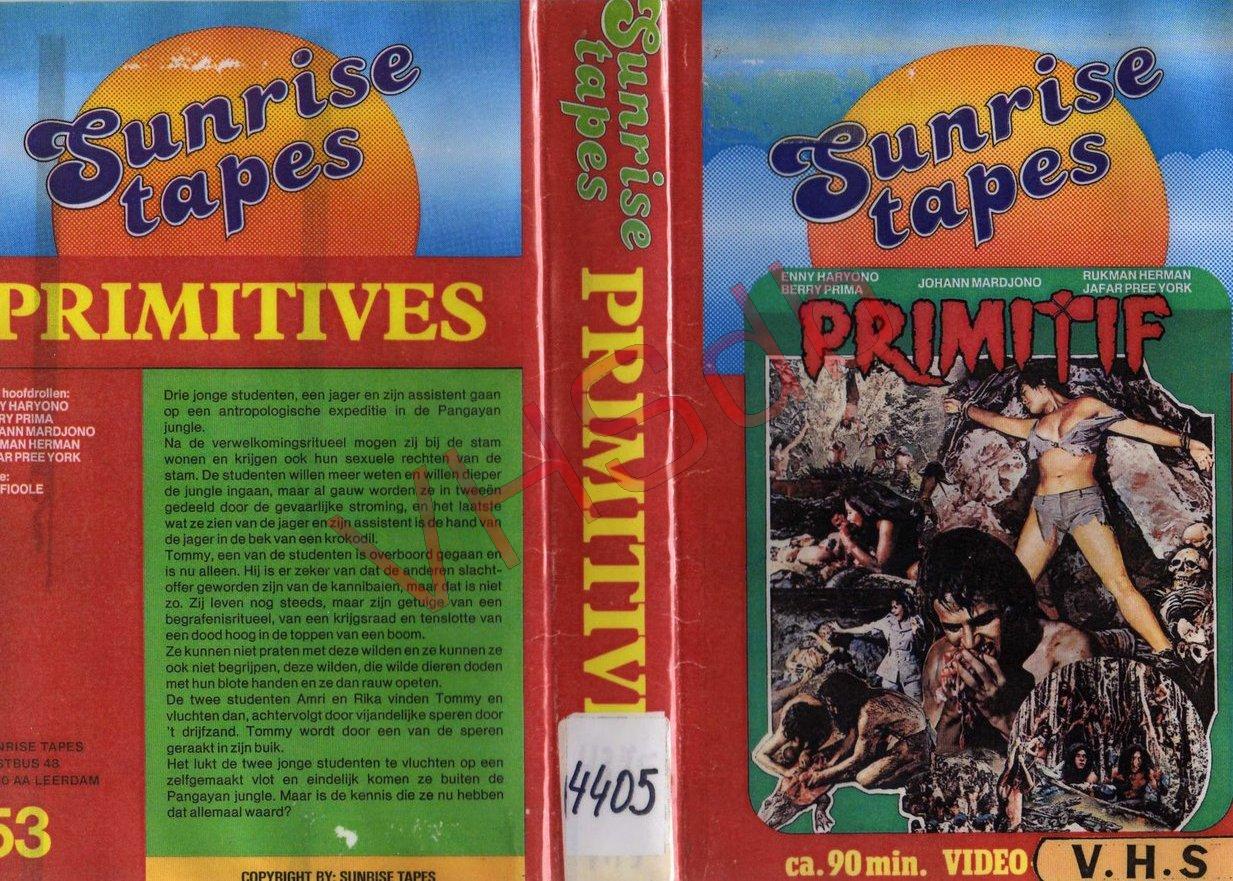 Sunrise
tapes
PRIMITIVES
hoofdrollen:
Y HARYONO
RY PRIMA
ANN MARDJONO
MAN HERMAN
FAR PREE YORK
e:
FIOOLE
NRISE TAPES
STBUS 48
0 AA LEERDAM
53
Drie jonge studenten, een jager en zijn assistent gaan
op een antropologische expeditie in de Pangayan
jungle.
Na de verwelkomingsritueel mogen zij bij de stam
wonen en krijgen ook hun sexuele rechten van de
stam. De studenten willen meer weten en willen dieper
de jungle ingaan, maar al gauw worden ze in tweeën
gedeeld door de gevaarlijke stroming, en het laatste
wat ze zien van de jager en zijn assistent is de hand van
de jager in de bek van een krokodil.
Tommy, een van de studenten is overboord gegaan en
is nu alleen. Hij is er zeker van dat de anderen slacht-
offer geworden zijn van de kannibaien, maar dat is niet
zo. Zij leven nog steeds, maar zijn getuige van een
begrafenisritueel, van een krijgsraad en tenslotte van
een dood hoog in de toppen van een boom.
Ze kunnen niet praten met deze wilden en ze kunnen ze
ook niet begrijpen, deze wilden, die wilde dieren doden
met hun blote handen en ze dan rauw opeten.
De twee studenten Amri en Rika vinden Tommy en
vluchten dan, achtervolgt door vijandelijke speren door
't drijfzand. Tommy wordt door een van de speren
geraakt in zijn buik.
Het lukt de twee jonge studenten te vluchten op een
zelfgemaakt vlot en eindelijk komen ze buiten de
Pangayan jungle. Maar is de kennis die ze nu hebben
dat allemaal waard?
COPYRIGHT BY: SUNRISE TAPES
Sunrise
tapes
PRIMITIV
4405
Sunrise
tapes
ENNY HARYONO
BERRY PRIMA
JOHANN MARDJONO
RUKMAN HERMAN
JAFAR PREE YORK
PRIMITIF
ca. 90 min. VIDEO
V.H.S